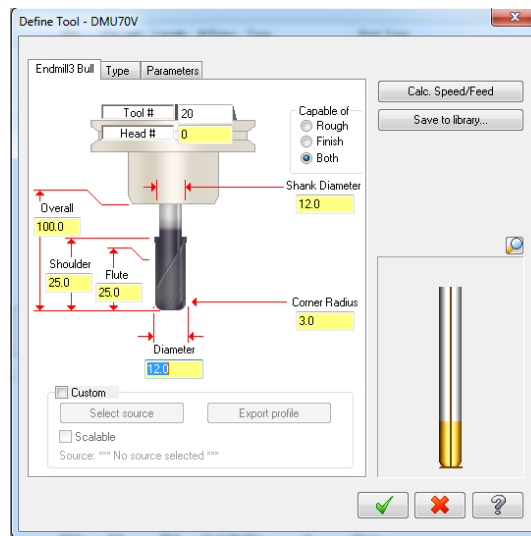 Define Tool - DMU70V
Endmill3 Bull Type Parameters
Calc. Speed/Feed
Save to library...
Tool # 20
Head # 0
Capable of
Rough
Finish
Both
Shank Diameter
12.0
Overall
100.0
Shoulder
25.0
Flute
25.0
Corner Radius
3.0
Diameter
12.0
Custom
Select source Export profile
Scalable
Source: *** No source selected ***